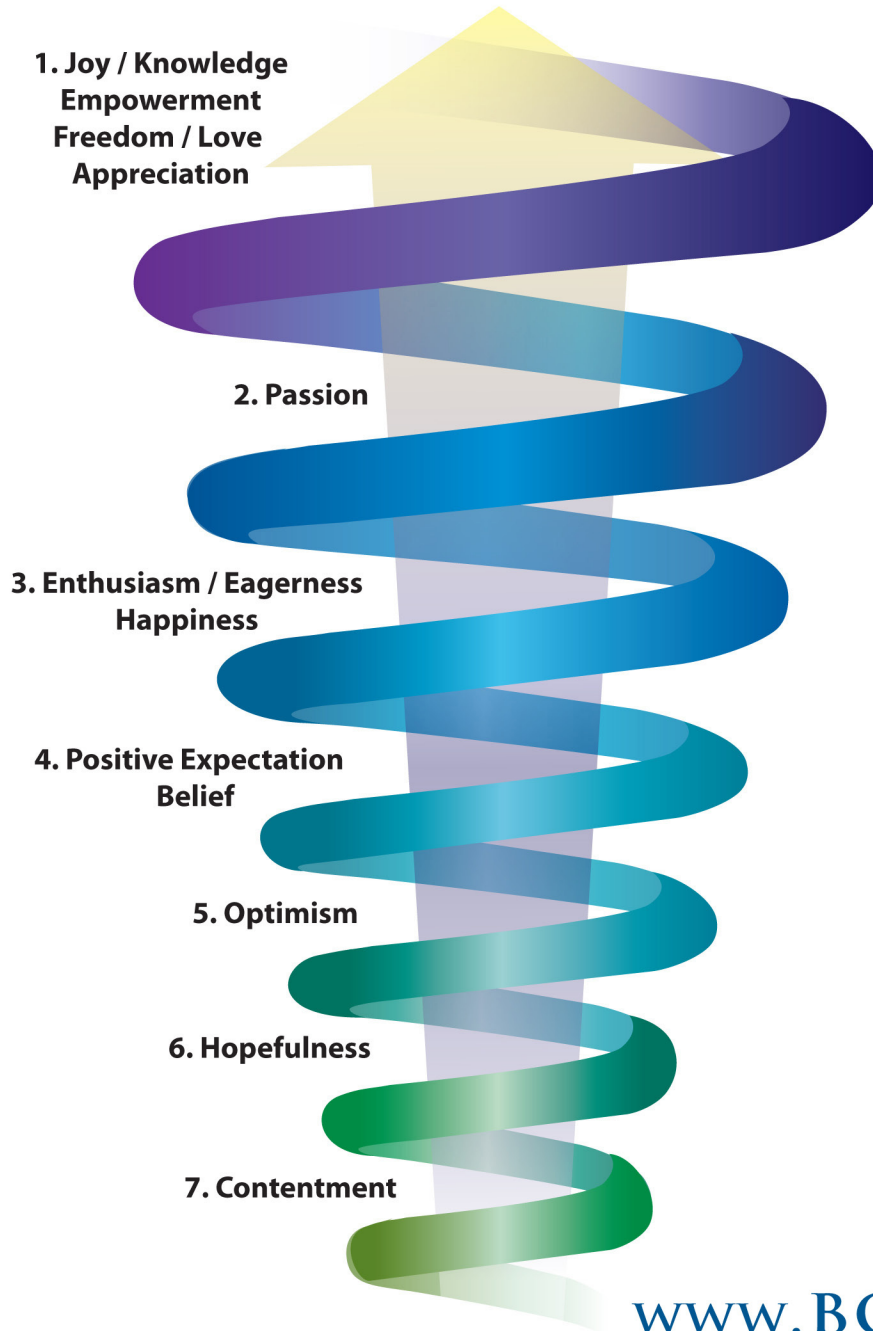 1. Joy / Knowledge
Empowerment
Freedom / Love
Appreciation
2. Passion
3. Enthusiasm / Eagerness
Happiness
4. Positive Expectation
Belief
5. Optimism
6. Hopefulness
7. Contentment